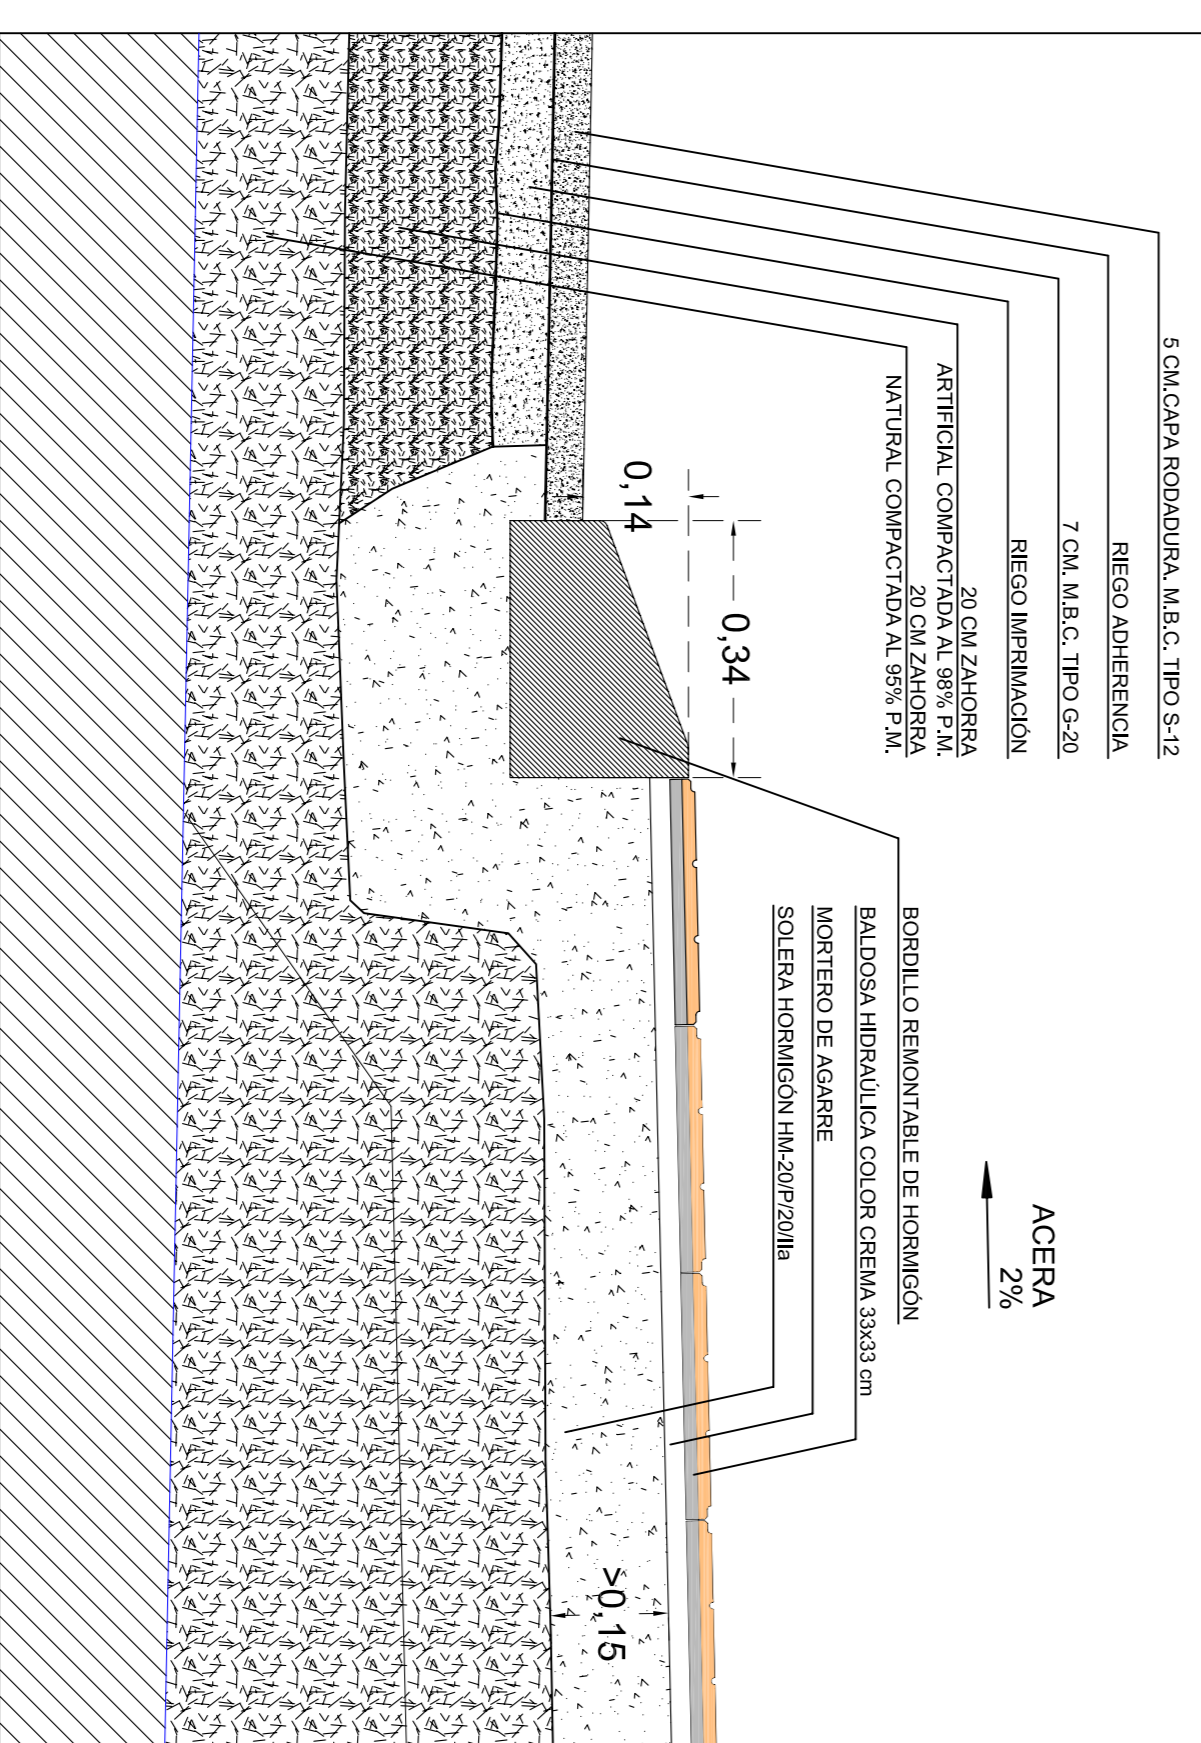 5 CM.CAPA RODADURA. M.B.C. TIPO S-12
RIEGO ADHERENCIA
7 CM. M.B.C. TIPO G-20
RIEGO IMPRIMACIÓN
20 CM ZAHORRA
ARTIFICIAL COMPACTADA AL 98% P.M.
20 CM ZAHORRA
NATURAL COMPACTADA AL 95% P.M.
ACERA
2%
BORDILLO REMONTABLE DE HORMIGÓN
BALDOSA HIDRAÚLICA COLOR CREMA 33x33 cm
MORTERO DE AGARRE
SOLERA HORMIGÓN HM-20/P/20/IIa
0,34
0,14
>0,15